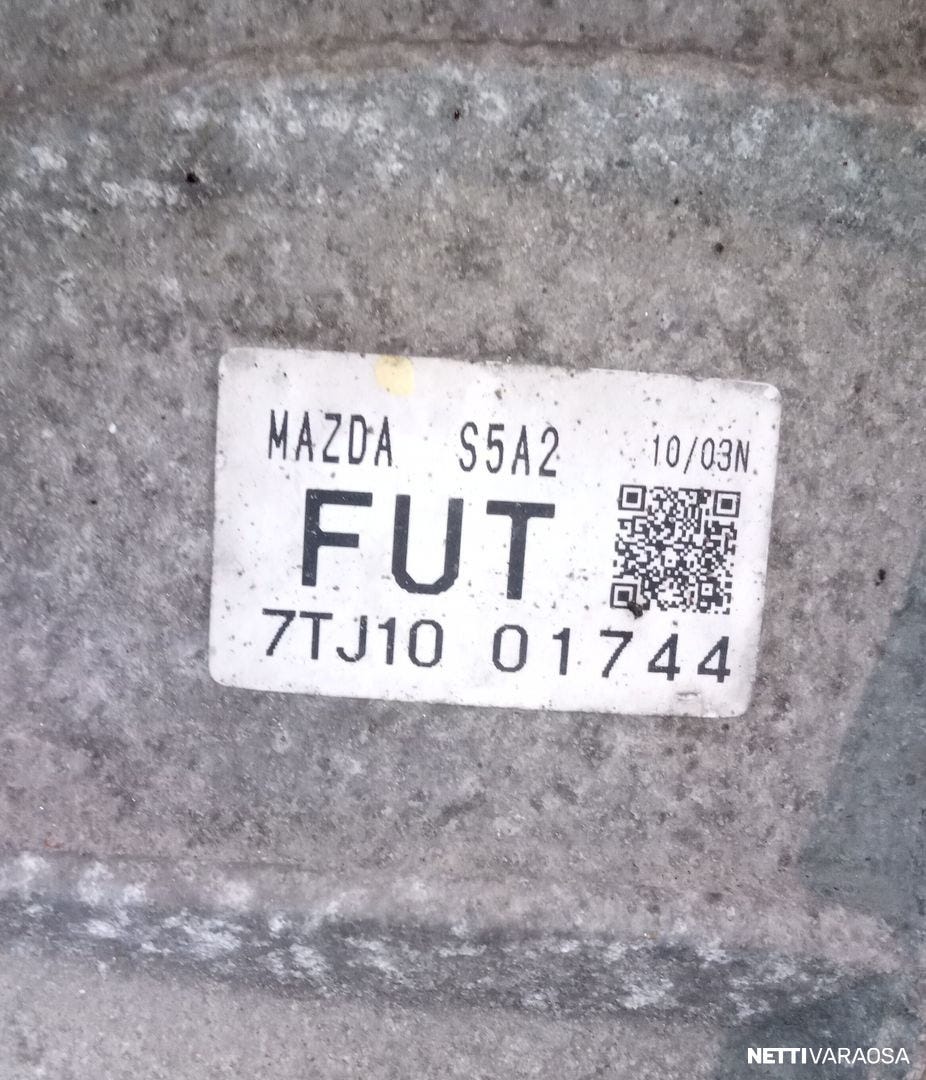 MAZDA S5A2 10/03N
FUT
7TJ10 01744
NETTIVARAOSA